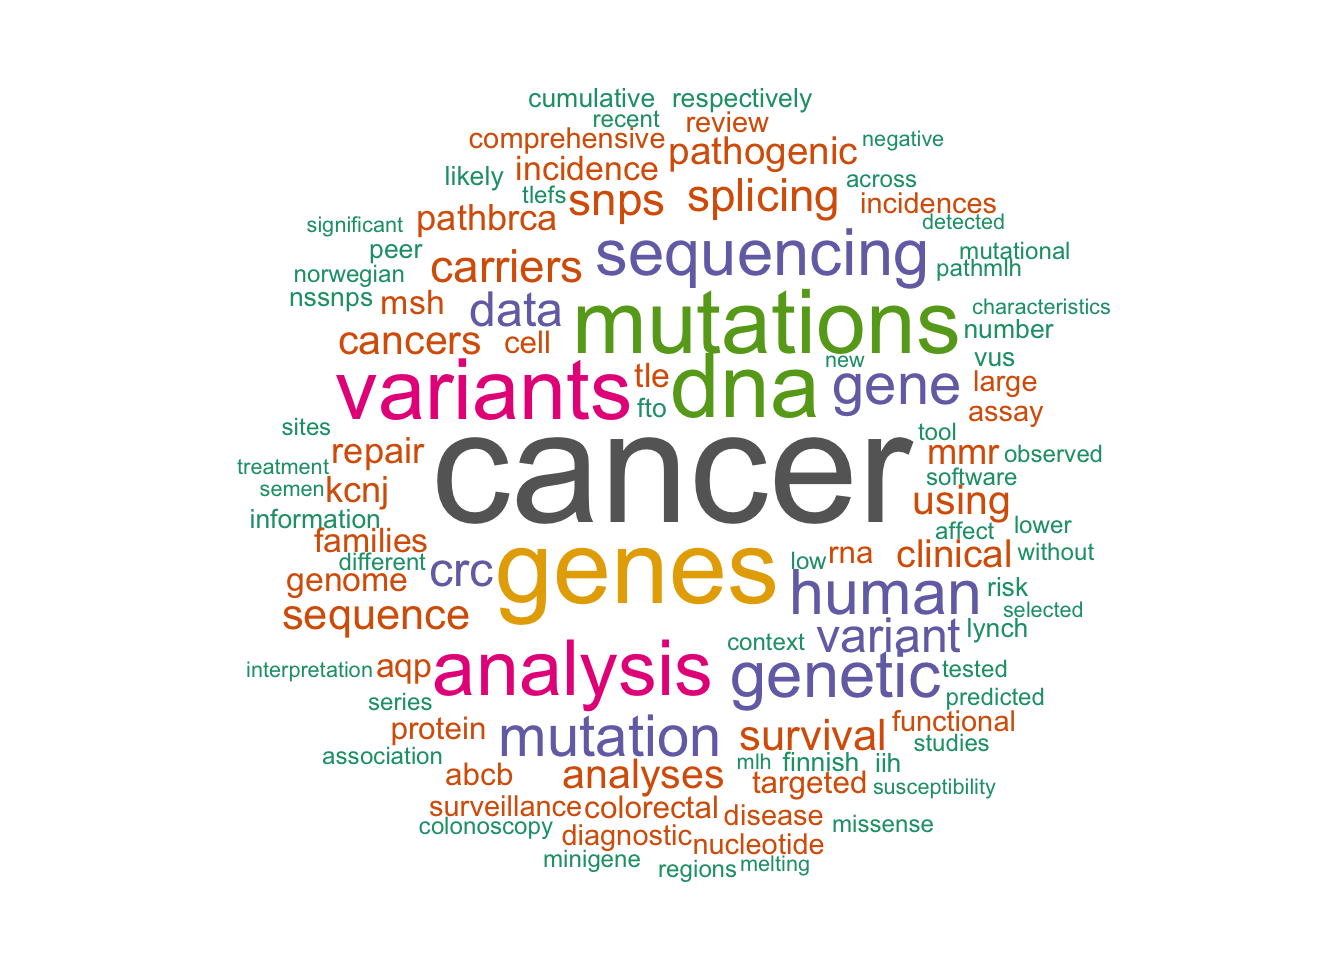 cumulative respectively
recent review
comprehensive negative
incidence pathogenic
likely across
tlefs snps splicing incidences
significant pathbrca detected
peer carriers sequencing mutational
norwegian pathmlh
nssnps msh data mutations characteristics
cancers cell number
new vus
variants tle dna gene large
fto assay
sites cancer tool
repair mmr observed
treatment software
semen kcnj using
information affect lower
families clinical without
different crc genes low rna
genome human risk
sequence selected
context variant lynch
interpretation aqp analysis genetic tested
series predicted
protein mutation survival functional
association mlh finnish iih studies
abcb analyses targeted susceptibility
surveillance colorectal disease
colonoscopy diagnostic nucleotide missense
minigene regions melting